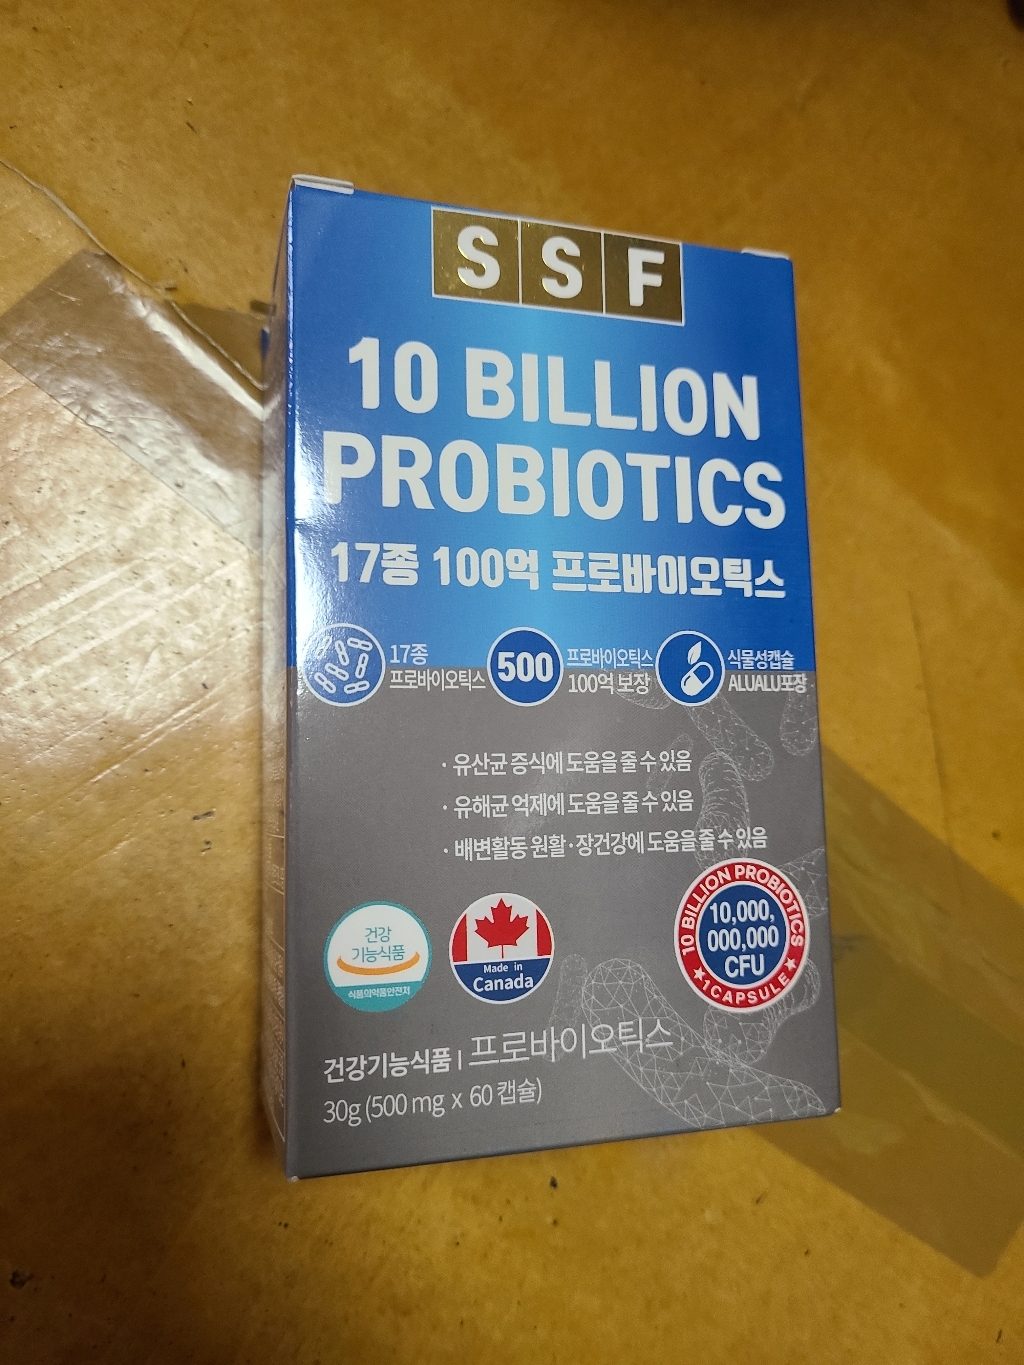 SSF
10 BILLION
PROBIOTICS
17종 100억 프로바이오틱스
17종
프로바이오틱스
500
프로바이오틱스
100억 보장
식물성캡슐
ALUALU포장
· 유산균 증식에 도움을 줄 수 있음
· 유해균 억제에 도움을 줄 수 있음
· 배변활동 원활·장건강에 도움을 줄 수 있음
건강
기능식품
식품의약품안전처
Made in
Canada
10 BILLION PROBIOTICS
10,000,
000,000
CFU
★ 1CAPSULE ★
건강기능식품 | 프로바이오틱스
30g (500 mg x 60 캡슐)